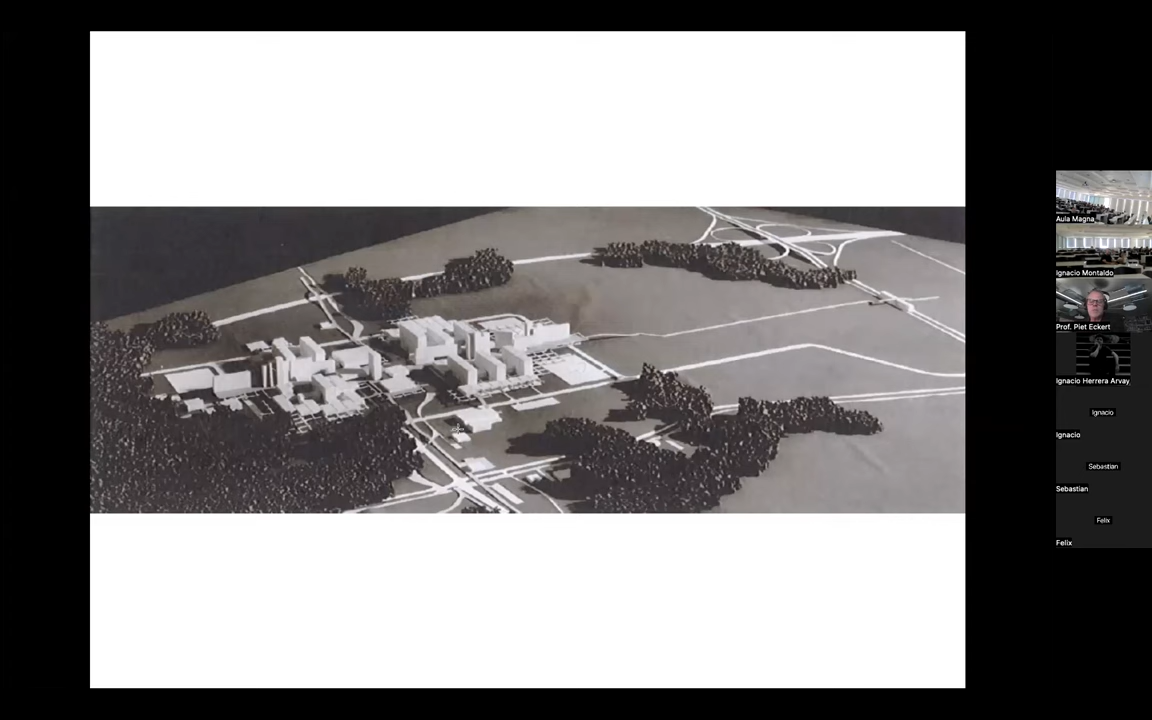 Aula Magna
Ignacio Montaldo
Prof. Piet Eckert
Ignacio Herrera Arvay
Ignacio
Ignacio
Sebastian
Sebastian
Felix
Felix